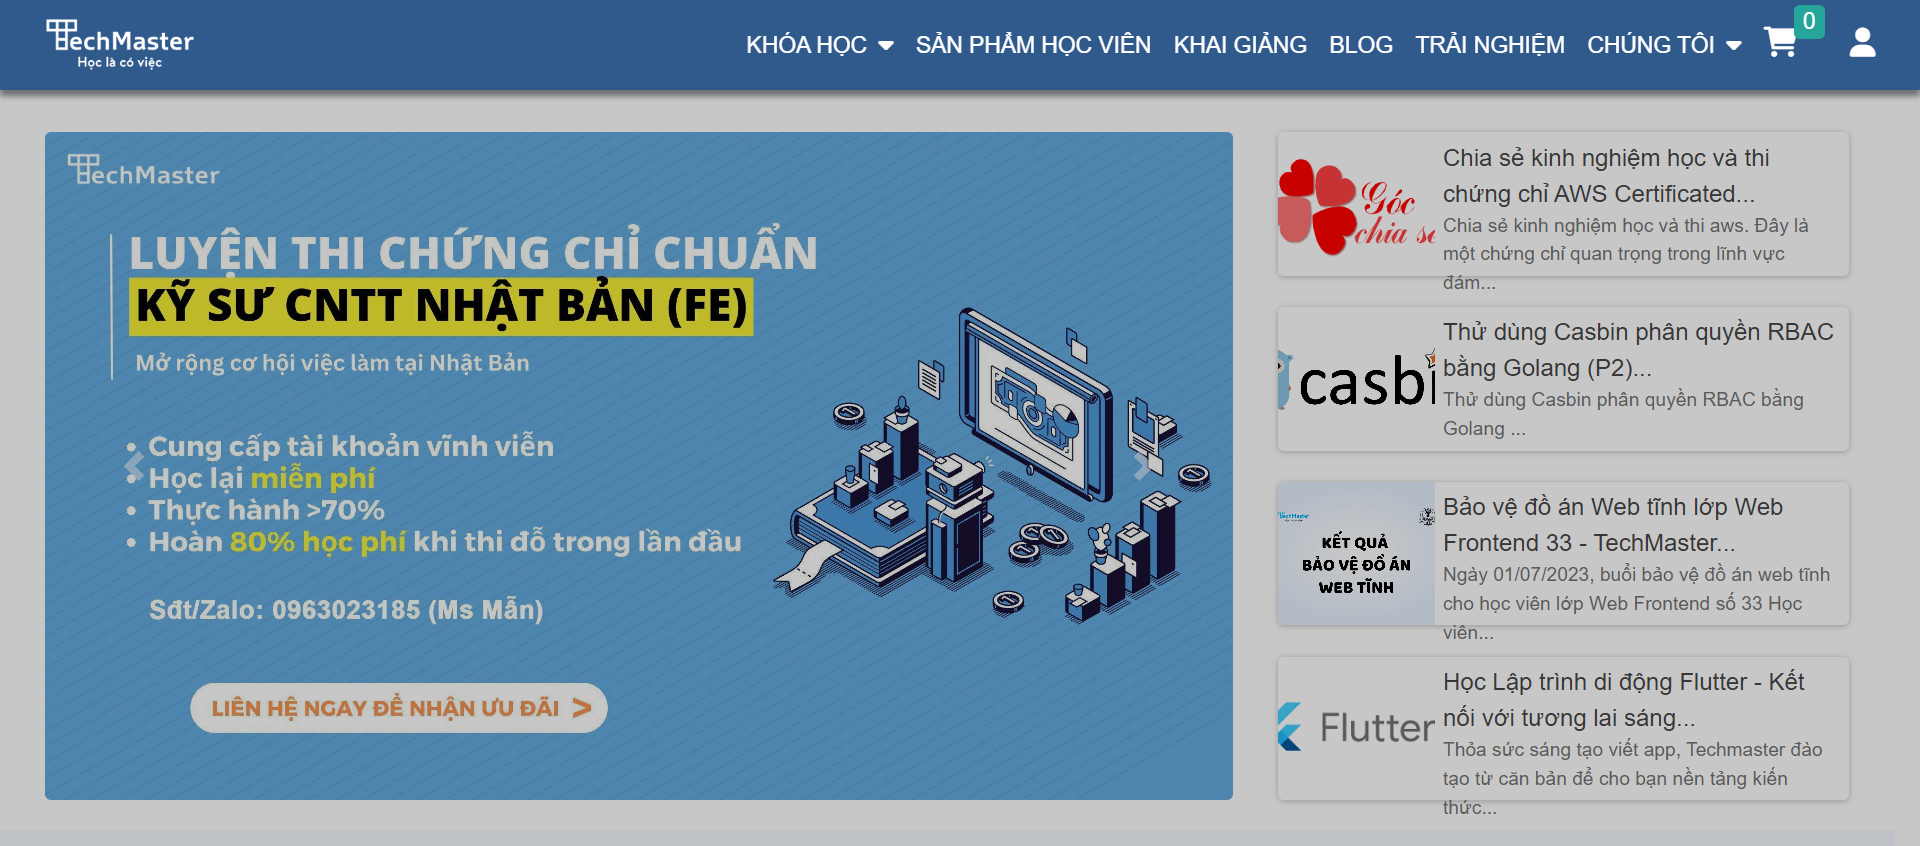 TechMaster
Học là có việc
KHÓA HỌC
SẢN PHẨM HỌC VIÊN
KHAI GIẢNG
BLOG
TRẢI NGHIỆM
CHÚNG TÔI
0
TechMaster
LUYỆN THI CHỨNG CHỈ CHUẨN
KỸ SƯ CNTT NHẬT BẢN (FE)
Mở rộng cơ hội việc làm tại Nhật Bản
• Cung cấp tài khoản vĩnh viễn
• Học lại miễn phí
• Thực hành >70%
• Hoàn 80% học phí khi thi đỗ trong lần đầu
Sđt/Zalo: 0963023185 (Ms Mẫn)
LIÊN HỆ NGAY ĐỂ NHẬN ƯU ĐÃI >
Góc
chia sẻ
Chia sẻ kinh nghiệm học và thi
chứng chỉ AWS Certificated...
Chia sẻ kinh nghiệm học và thi aws. Đây là
một chứng chỉ quan trọng trong lĩnh vực
đám...
casbi
Thử dùng Casbin phân quyền RBAC
bằng Golang (P2)...
Thử dùng Casbin phân quyền RBAC bằng
Golang ...
TechMaster
KẾT QUẢ
BẢO VỆ ĐỒ ÁN
WEB TĨNH
Bảo vệ đồ án Web tĩnh lớp Web
Frontend 33 - TechMaster...
Ngày 01/07/2023, buổi bảo vệ đồ án web tĩnh
cho học viên lớp Web Frontend số 33 Học
viên...
Flutter
Học Lập trình di động Flutter - Kết
nối với tương lai sáng...
Thỏa sức sáng tạo viết app, Techmaster đào
tạo từ căn bản để cho bạn nền tảng kiến
thức...